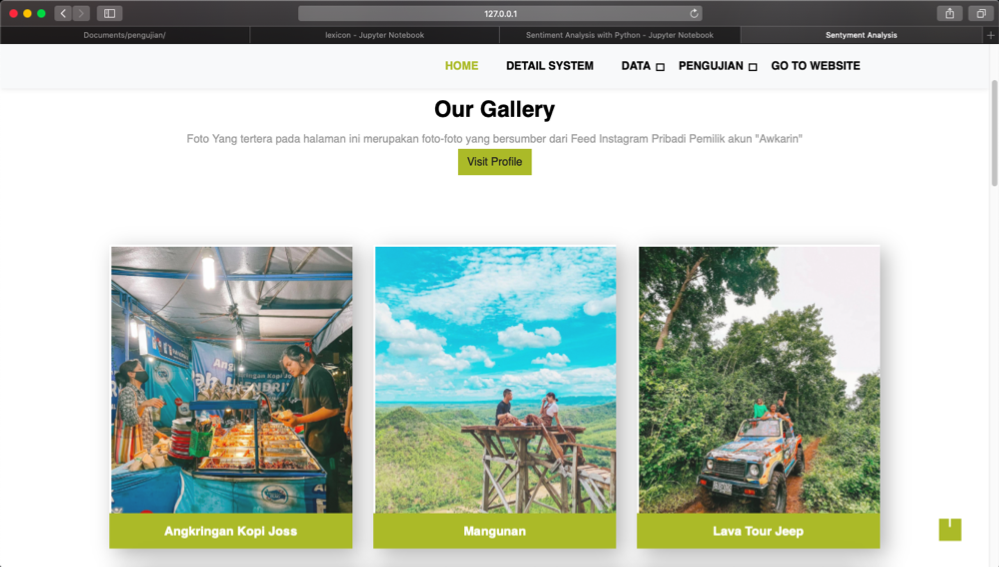 127.0.0.1
Documents/pengujian/
lexicon - Jupyter Notebook
Sentiment Analysis with Python - Jupyter Notebook
Sentyment Analysis
HOME
DETAIL SYSTEM
DATA
PENGUJIAN
GO TO WEBSITE
Our Gallery
Foto Yang tertera pada halaman ini merupakan foto-foto yang bersumber dari Feed Instagram Pribadi Pemilik akun "Awkarin"
Visit Profile
Angkringan Kopi Joss
Mangunan
Lava Tour Jeep